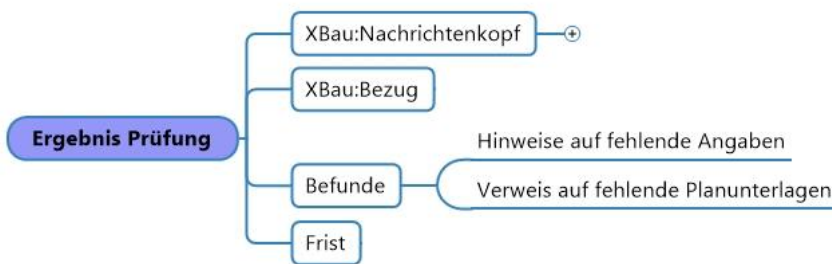 XBau:Nachrichtenkopf
XBau:Bezug
Ergebnis Prüfung
Hinweise auf fehlende Angaben
Befunde
Verweis auf fehlende Planunterlagen
Frist